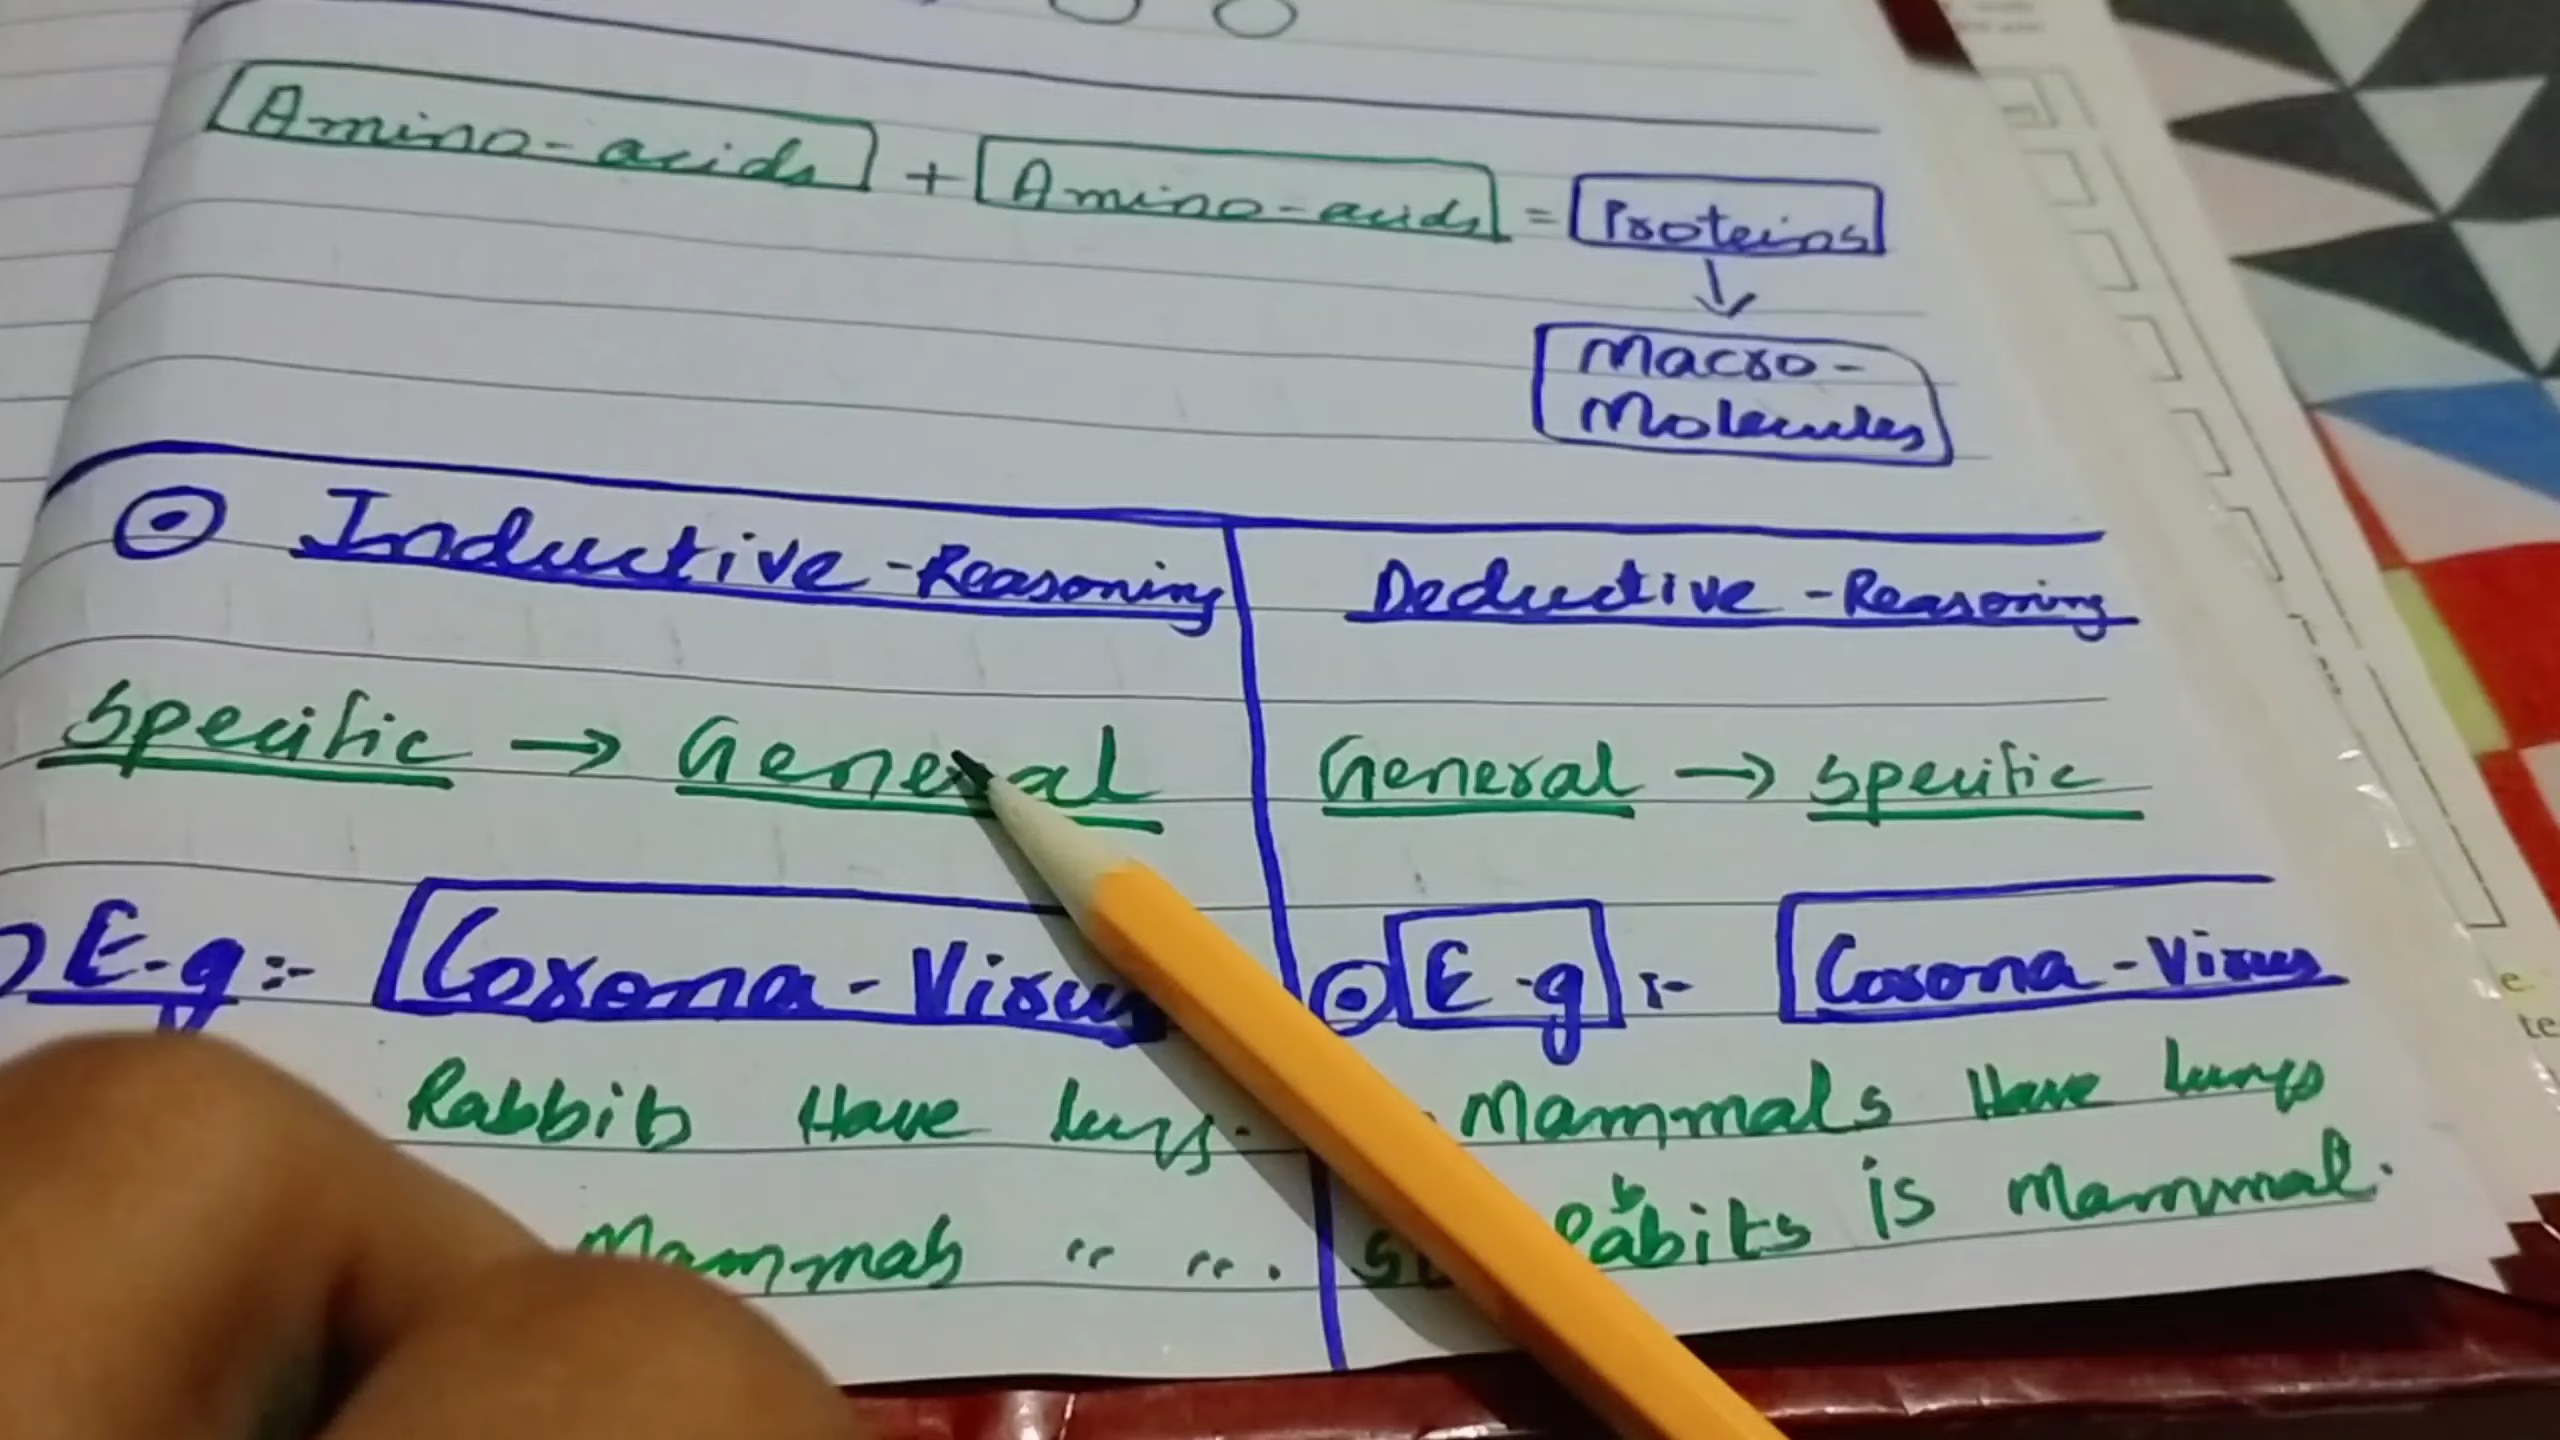 Amino-acids + Amino-acids = Proteins
↓
Macro-
Molecules
Inductive-Reasoning
Specific → General
E.g:- Corona-Virus
Rabbits Have lungs.
Mammals " ".
Deductive-Reasoning
General → Specific
E.g :- Corona-Virus
Mammals Have lungs
Rabbits is Mammal.